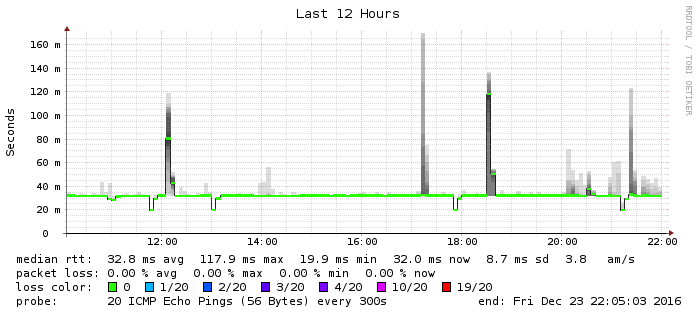 Last 12 Hours
RRDTOOL / TOBI OETIKER
Seconds
160 m
140 m
120 m
100 m
80 m
60 m
40 m
20 m
0
12:00 14:00 16:00 18:00 20:00 22:00
median rtt: 32.8 ms avg 117.9 ms max 19.9 ms min 32.0 ms now 8.7 ms sd 3.8 am/s
packet loss: 0.00 % avg 0.00 % max 0.00 % min 0.00 % now
loss color: 0 1/20 2/20 3/20 4/20 10/20 19/20
probe: 20 ICMP Echo Pings (56 Bytes) every 300s end: Fri Dec 23 22:05:03 2016